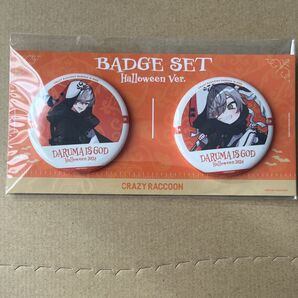 BADGE SET
Halloween Ver.
DARUMA IS GOD
Halloween 2024
DARUMA IS GOD
Halloween 2024
CRAZY RACCOON